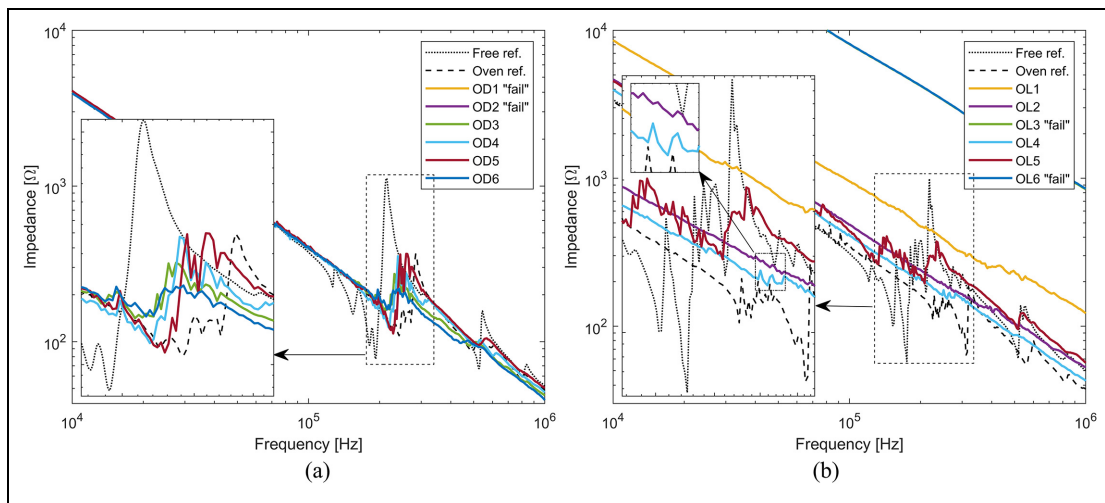 10^4
10^3
10^2
Impedance [Ω]
10^4
10^5
10^6
Frequency [Hz]
Free ref.
Oven ref.
OD1 "fail"
OD2 "fail"
OD3
OD4
OD5
OD6
(a)
10^4
10^3
10^2
Impedance [Ω]
10^4
10^5
10^6
Frequency [Hz]
Free ref.
Oven ref.
OL1
OL2
OL3 "fail"
OL4
OL5
OL6 "fail"
(b)